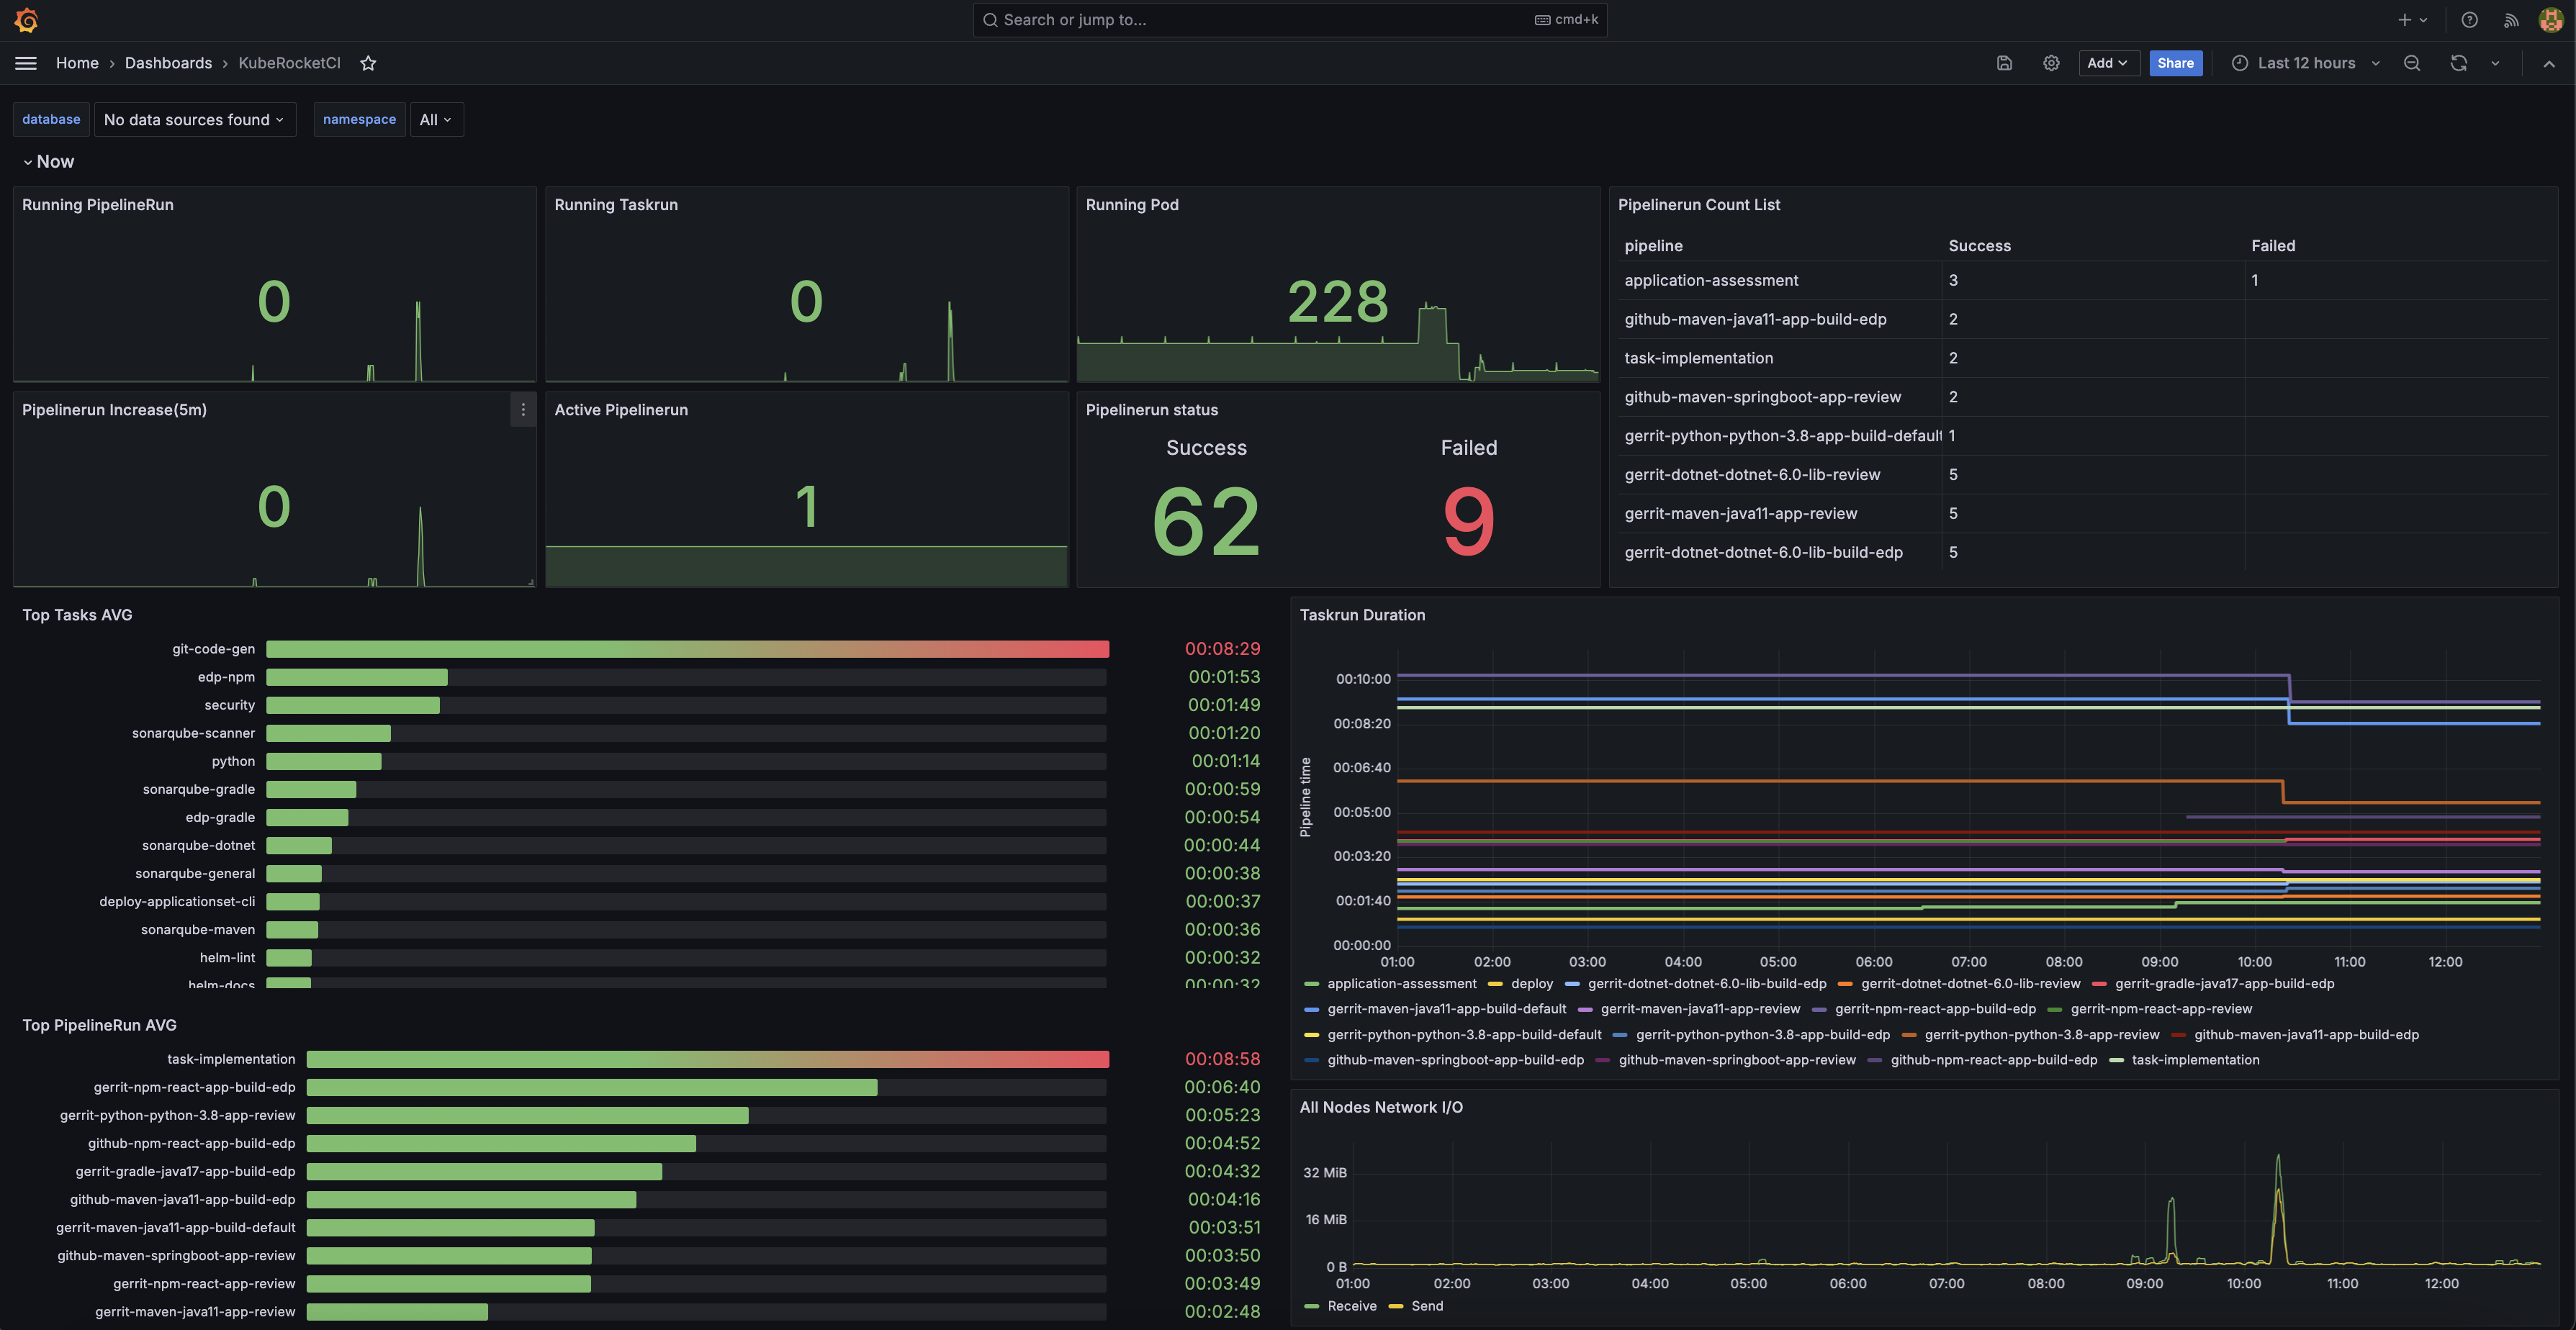 Search or jump to...
cmd+k
Home › Dashboards › KubeRocketCI
Add
Share
Last 12 hours
database
No data sources found
namespace
All
Now
Running PipelineRun
0
Running Taskrun
0
Running Pod
228
Pipelinerun Count List
pipeline Success Failed
application-assessment 3 1
github-maven-java11-app-build-edp 2
task-implementation 2
github-maven-springboot-app-review 2
gerrit-python-python-3.8-app-build-default 1
gerrit-dotnet-dotnet-6.0-lib-review 5
gerrit-maven-java11-app-review 5
gerrit-dotnet-dotnet-6.0-lib-build-edp 5
Pipelinerun Increase(5m)
0
Active Pipelinerun
1
Pipelinerun status
Success Failed
62 9
Top Tasks AVG
git-code-gen 00:08:29
edp-npm 00:01:53
security 00:01:49
sonarqube-scanner 00:01:20
python 00:01:14
sonarqube-gradle 00:00:59
edp-gradle 00:00:54
sonarqube-dotnet 00:00:44
sonarqube-general 00:00:38
deploy-applicationset-cli 00:00:37
sonarqube-maven 00:00:36
helm-lint 00:00:32
helm-docs 00:00:32
Top PipelineRun AVG
task-implementation 00:08:58
gerrit-npm-react-app-build-edp 00:06:40
gerrit-python-python-3.8-app-review 00:05:23
github-npm-react-app-build-edp 00:04:52
gerrit-gradle-java17-app-build-edp 00:04:32
github-maven-java11-app-build-edp 00:04:16
gerrit-maven-java11-app-build-default 00:03:51
github-maven-springboot-app-review 00:03:50
gerrit-npm-react-app-review 00:03:49
gerrit-maven-java11-app-review 00:02:48
Taskrun Duration
Pipeline time
00:10:00
00:08:20
00:06:40
00:05:00
00:03:20
00:01:40
00:00:00
01:00 02:00 03:00 04:00 05:00 06:00 07:00 08:00 09:00 10:00 11:00 12:00
application-assessment deploy gerrit-dotnet-dotnet-6.0-lib-build-edp gerrit-dotnet-dotnet-6.0-lib-review gerrit-gradle-java17-app-build-edp
gerrit-maven-java11-app-build-default gerrit-maven-java11-app-review gerrit-npm-react-app-build-edp gerrit-npm-react-app-review
gerrit-python-python-3.8-app-build-default gerrit-python-python-3.8-app-build-edp gerrit-python-python-3.8-app-review github-maven-java11-app-build-edp
github-maven-springboot-app-build-edp github-maven-springboot-app-review github-npm-react-app-build-edp task-implementation
All Nodes Network I/O
32 MiB
16 MiB
0 B
01:00 02:00 03:00 04:00 05:00 06:00 07:00 08:00 09:00 10:00 11:00 12:00
Receive Send